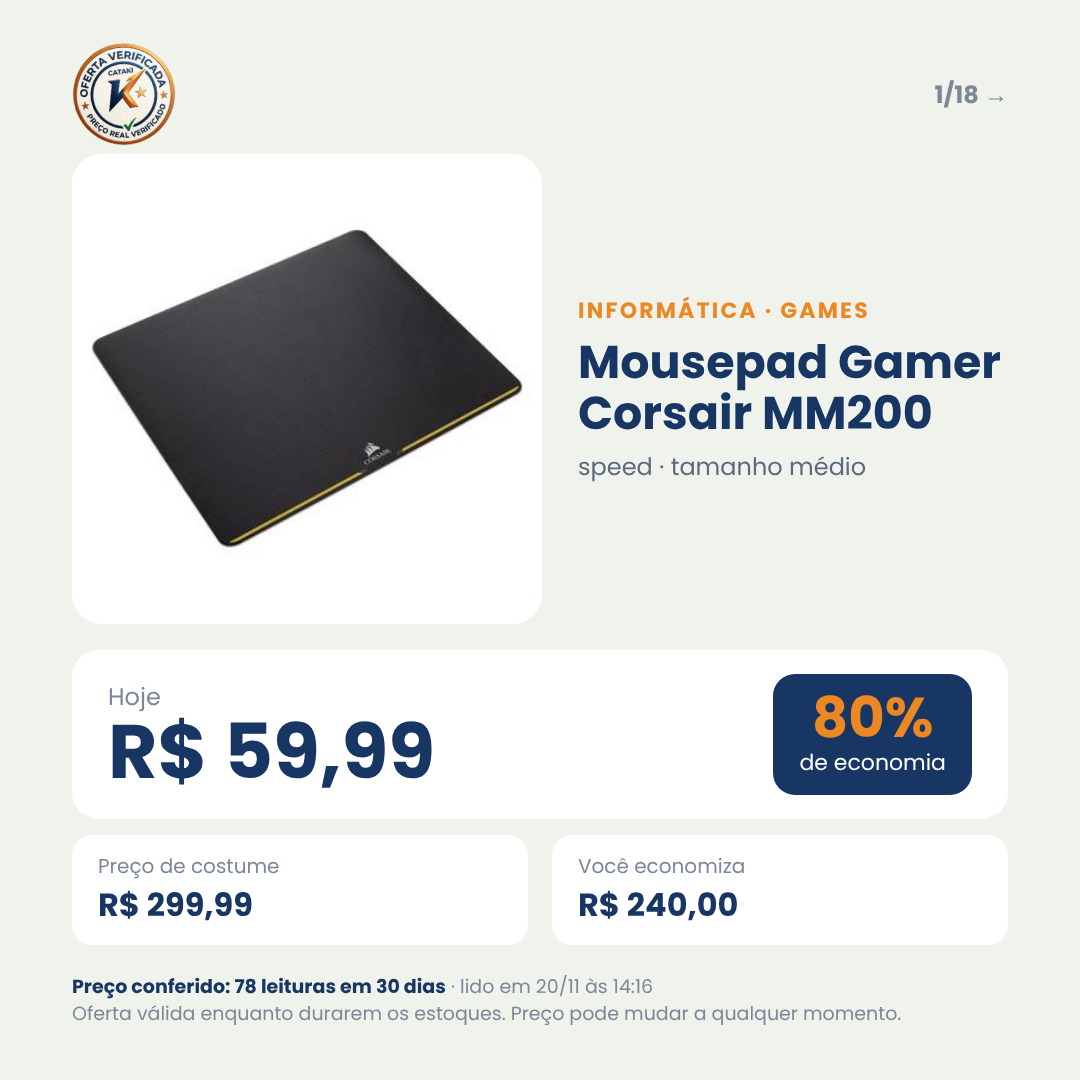 OFERTA VERIFICADA
CATAKI
K
PREÇO REAL VERIFICADO
1/18 →
CORSAIR
INFORMÁTICA · GAMES
Mousepad Gamer
Corsair MM200
speed · tamanho médio
Hoje
R$ 59,99
80%
de economia
Preço de costume
R$ 299,99
Você economiza
R$ 240,00
Preço conferido: 78 leituras em 30 dias · lido em 20/11 às 14:16
Oferta válida enquanto durarem os estoques. Preço pode mudar a qualquer momento.